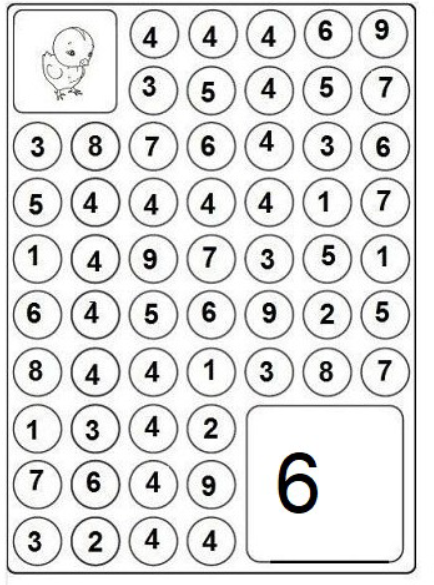 4 4 4 6 9
3 5 4 5 7
3 8 7 6 4 3 6
5 4 4 4 4 1 7
1 4 9 7 3 5 1
6 4 5 6 9 2 5
8 4 4 1 3 8 7
1 3 4 2
7 6 4 9
3 2 4 4
6